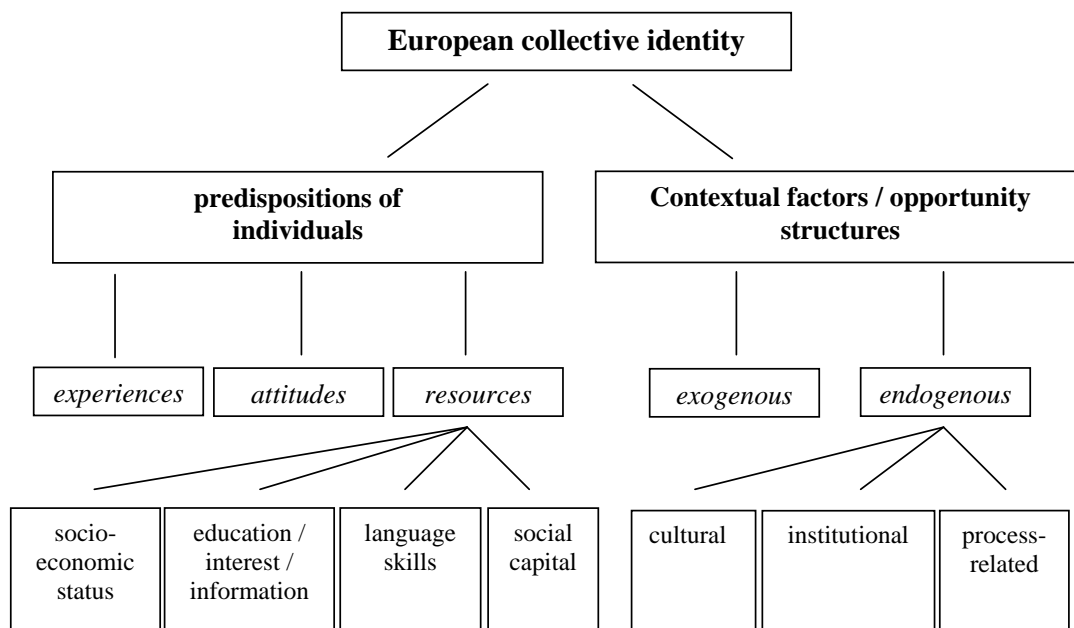 European collective identity
predispositions of
individuals
Contextual factors / opportunity
structures
experiences
attitudes
resources
exogenous
endogenous
socio-
economic
status
education /
interest /
information
language
skills
social
capital
cultural
institutional
process-
related